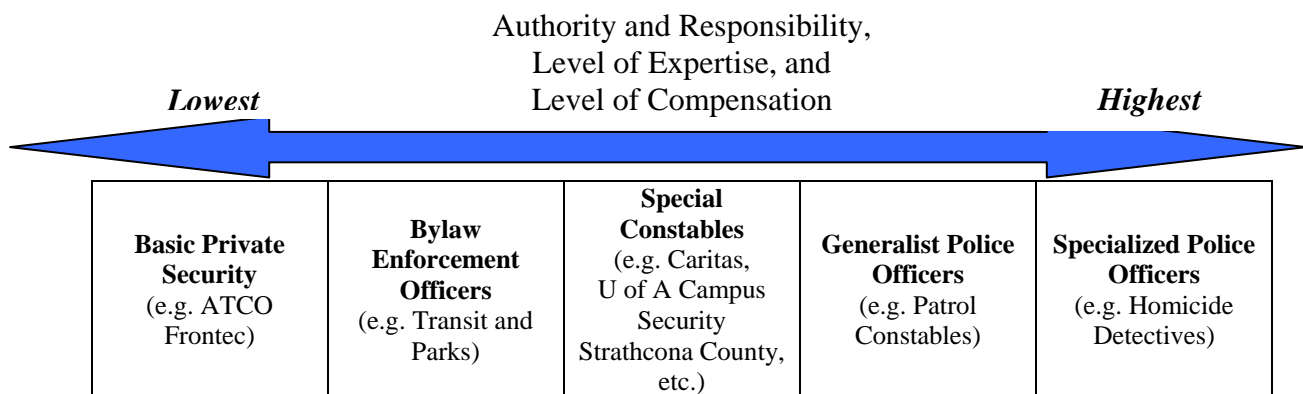 Authority and Responsibility,
Level of Expertise, and
Level of Compensation
Lowest
Highest
Basic Private
Security
(e.g. ATCO
Frontec)
Bylaw
Enforcement
Officers
(e.g. Transit and
Parks)
Special
Constables
(e.g. Caritas,
U of A Campus
Security
Strathcona County,
etc.)
Generalist Police
Officers
(e.g. Patrol
Constables)
Specialized Police
Officers
(e.g. Homicide
Detectives)